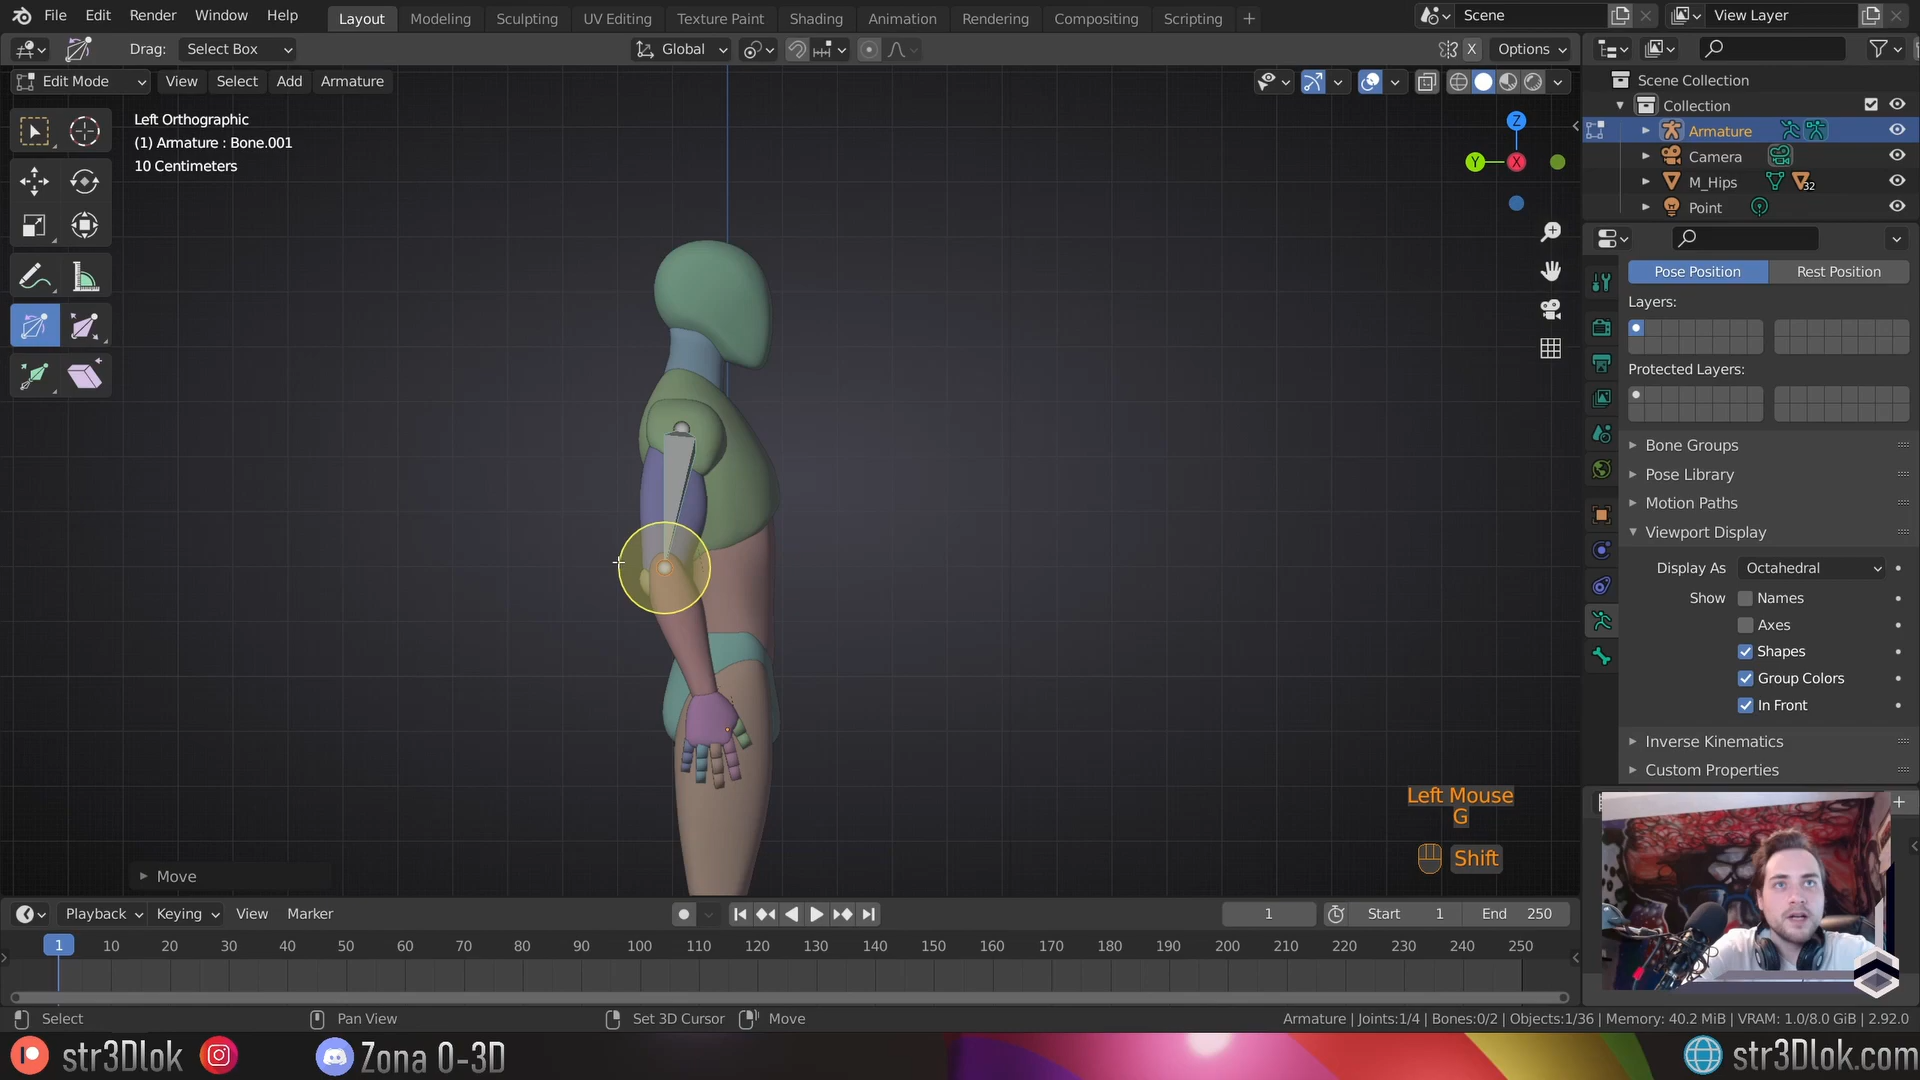 File Edit Render Window Help Layout Modeling Sculpting UV Editing Texture Paint Shading Animation Rendering Compositing Scripting + Scene View Layer
Drag: Select Box Global X Options
Edit Mode View Select Add Armature
Left Orthographic
(1) Armature : Bone.001
10 Centimeters
Z
Y
X
Scene Collection
Collection
Armature
Camera
M_Hips 32
Point
Pose Position Rest Position
Layers:
Protected Layers:
Bone Groups
Pose Library
Motion Paths
Viewport Display
Display As Octahedral
Show Names
Axes
Shapes
Group Colors
In Front
Inverse Kinematics
Custom Properties
Left Mouse
G
Shift
Move
Playback Keying View Marker 1 Start 1 End 250
1 10 20 30 40 50 60 70 80 90 100 110 120 130 140 150 160 170 180 190 200 210 220 230 240 250
Select Pan View Set 3D Cursor Move Armature | Joints:1/4 | Bones:0/2 | Objects:1/36 | Memory: 40.2 MiB | VRAM: 1.0/8.0 GiB | 2.92.0
str3Dlok Zona 0-3D str3Dlok.com